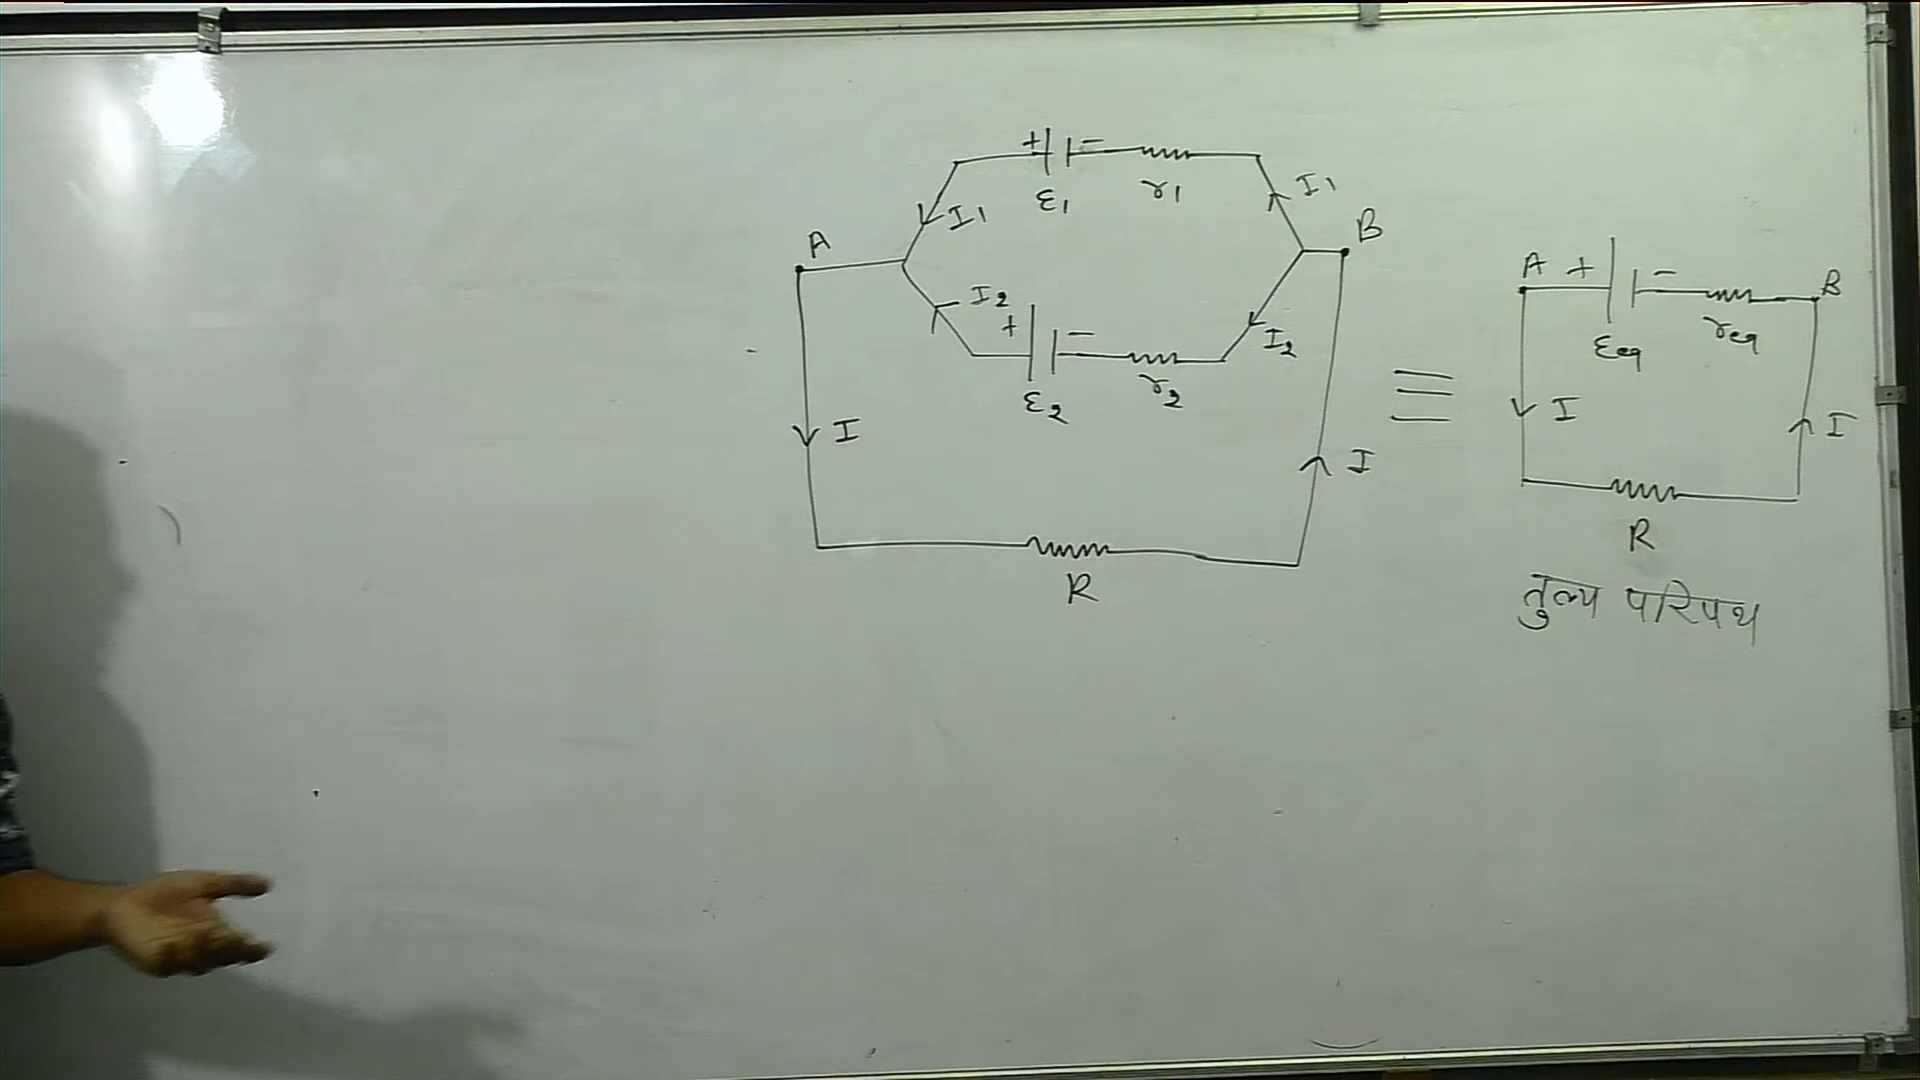 + −
ε1 r1
I1 I1
A B
I2
+ −
I2
ε2 r2
I I
R
≡
A + − B
εeq req
I I
R
तुल्य परिपथ